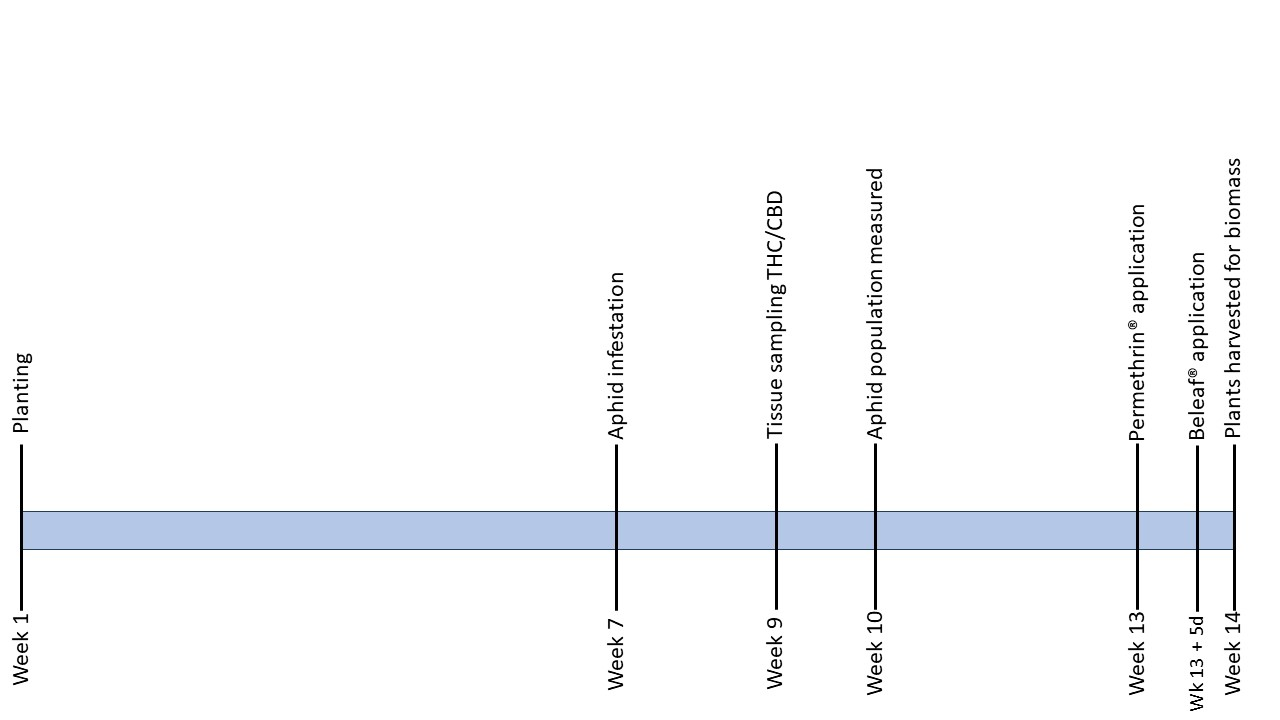 Planting
Aphid infestation
Tissue sampling THC/CBD
Aphid population measured
Permethrin® application
Beleaf® application
Plants harvested for biomass
Week 1
Week 7
Week 9
Week 10
Week 13
Wk 13 + 5d
Week 14